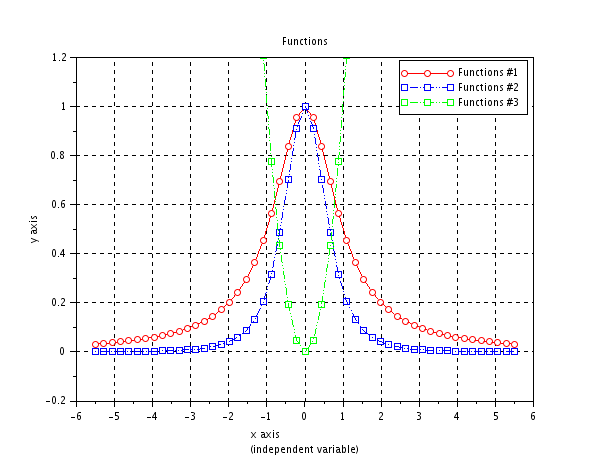 Functions
1.2
Functions #1
Functions #2
Functions #3
1
0.8
0.6
0.4
0.2
0
-0.2
y axis
-6 -5 -4 -3 -2 -1 0 1 2 3 4 5 6
x axis
(independent variable)